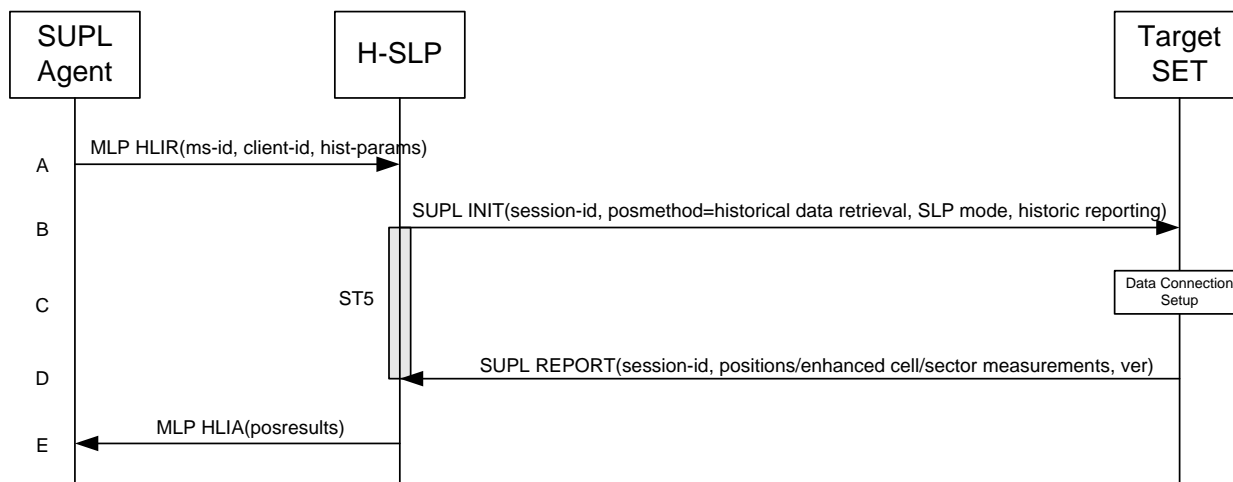 SUPL
Agent
H-SLP
Target
SET
A
MLP HLIR(ms-id, client-id, hist-params)
B
SUPL INIT(session-id, posmethod=historical data retrieval, SLP mode, historic reporting)
C
ST5
Data Connection
Setup
D
SUPL REPORT(session-id, positions/enhanced cell/sector measurements, ver)
E
MLP HLIA(posresults)